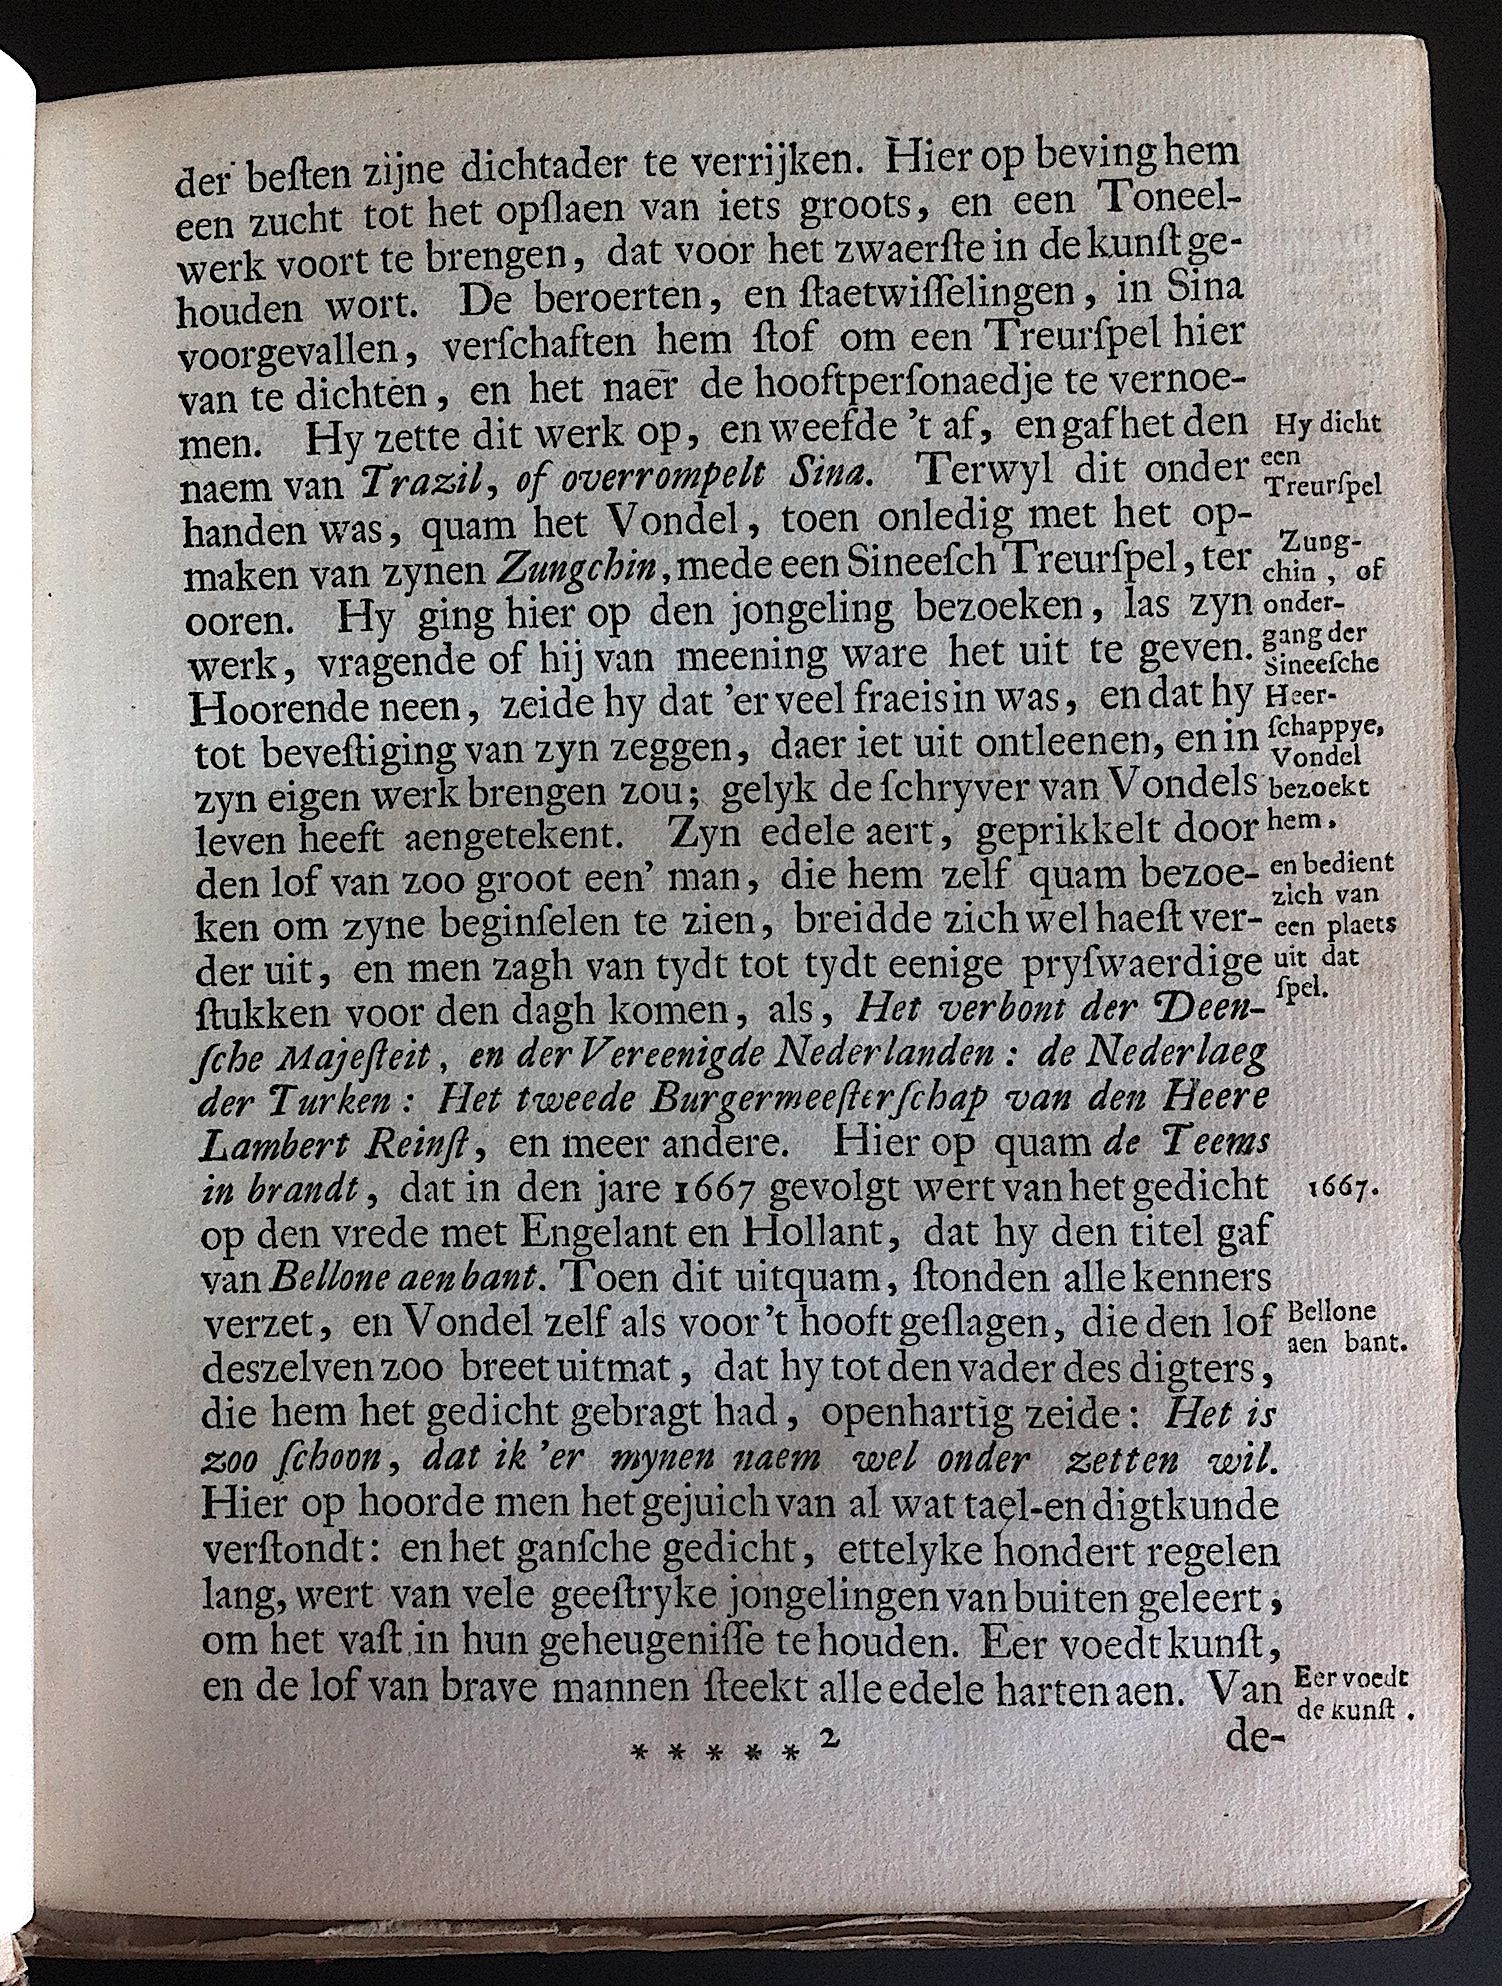 der besten zijne dichtader te verrijken. Hier op beving hem
een zucht tot het opslaen van iets groots, en een Toneel-
werk voort te brengen, dat voor het zwaerste in de kunst ge-
houden wort. De beroerten, en staetwisselingen, in Sina
voorgevallen, verschaften hem stof om een Treurspel hier
van te dichten, en het naer de hooftpersonaedje te vernoe-
men. Hy zette dit werk op, en weefde 't af, en gaf het den
naem van Trazil, of overrompelt Sina. Terwyl dit onder
handen was, quam het Vondel, toen onledig met het op-
maken van zynen Zungchin, mede een Sineesch Treurspel, ter
ooren. Hy ging hier op den jongeling bezoeken, las zyn
werk, vragende of hij van meening ware het uit te geven.
Hoorende neen, zeide hy dat 'er veel fraeis in was, en dat hy
tot bevestiging van zyn zeggen, daer iet uit ontleenen, en in
zyn eigen werk brengen zou; gelyk de schryver van Vondels
leven heeft aengetekent. Zyn edele aert, geprikkelt door
den lof van zoo groot een' man, die hem zelf quam bezoe-
ken om zyne beginselen te zien, breidde zich wel haest ver-
der uit, en men zagh van tydt tot tydt eenige pryswaerdige
stukken voor den dagh komen, als, Het verbont der Deen-
sche Majesteit, en der Vereenigde Nederlanden: de Nederlaeg
der Turken: Het tweede Burgermeesterschap van den Heere
Lambert Reinst, en meer andere. Hier op quam de Teems
in brandt, dat in den jare 1667 gevolgt wert van het gedicht
op den vrede met Engelant en Hollant, dat hy den titel gaf
van Bellone aen bant. Toen dit uitquam, stonden alle kenners
verzet, en Vondel zelf als voor 't hooft geslagen, die den lof
deszelven zoo breet uitmat, dat hy tot den vader des digters,
die hem het gedicht gebragt had, openhartig zeide: Het is
zoo schoon, dat ik 'er mynen naem wel onder zetten wil.
Hier op hoorde men het gejuich van al wat tael-en digtkunde
verstondt: en het gansche gedicht, ettelyke hondert regelen
lang, wert van vele geestryke jongelingen van buiten geleert,
om het vast in hun geheugenisse te houden. Eer voedt kunst,
en de lof van brave mannen steekt alle edele harten aen. Van
* * * * * 2
de-
Hy dicht
een
Treurspel
Zung-
chin, of
onder-
gang der
Sineesche
Heer-
schappye,
Vondel
bezoekt
hem.
en bedient
zich van
een plaets
uit dat
spel.
1667.
Bellone
aen bant.
Eer voedt
de kunst.